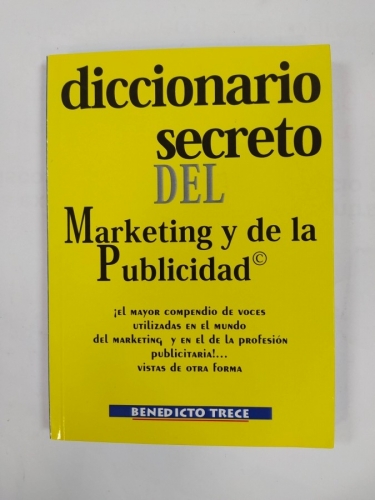 diccionario
secreto
DEL
Marketing y de la
Publicidad©
¡el mayor compendio de voces
utilizadas en el mundo
del marketing y en el de la profesión
publicitaria!...
vistas de otra forma
BENEDICTO TRECE